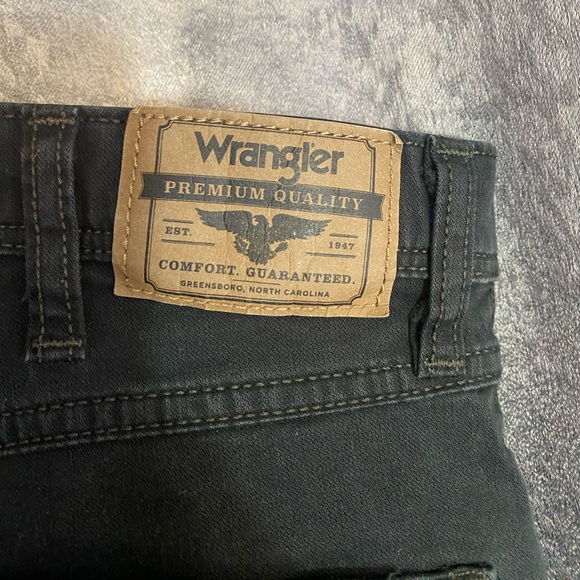 Wrangler
PREMIUM QUALITY
EST. 1947
COMFORT. GUARANTEED.
GREENSBORO, NORTH CAROLINA